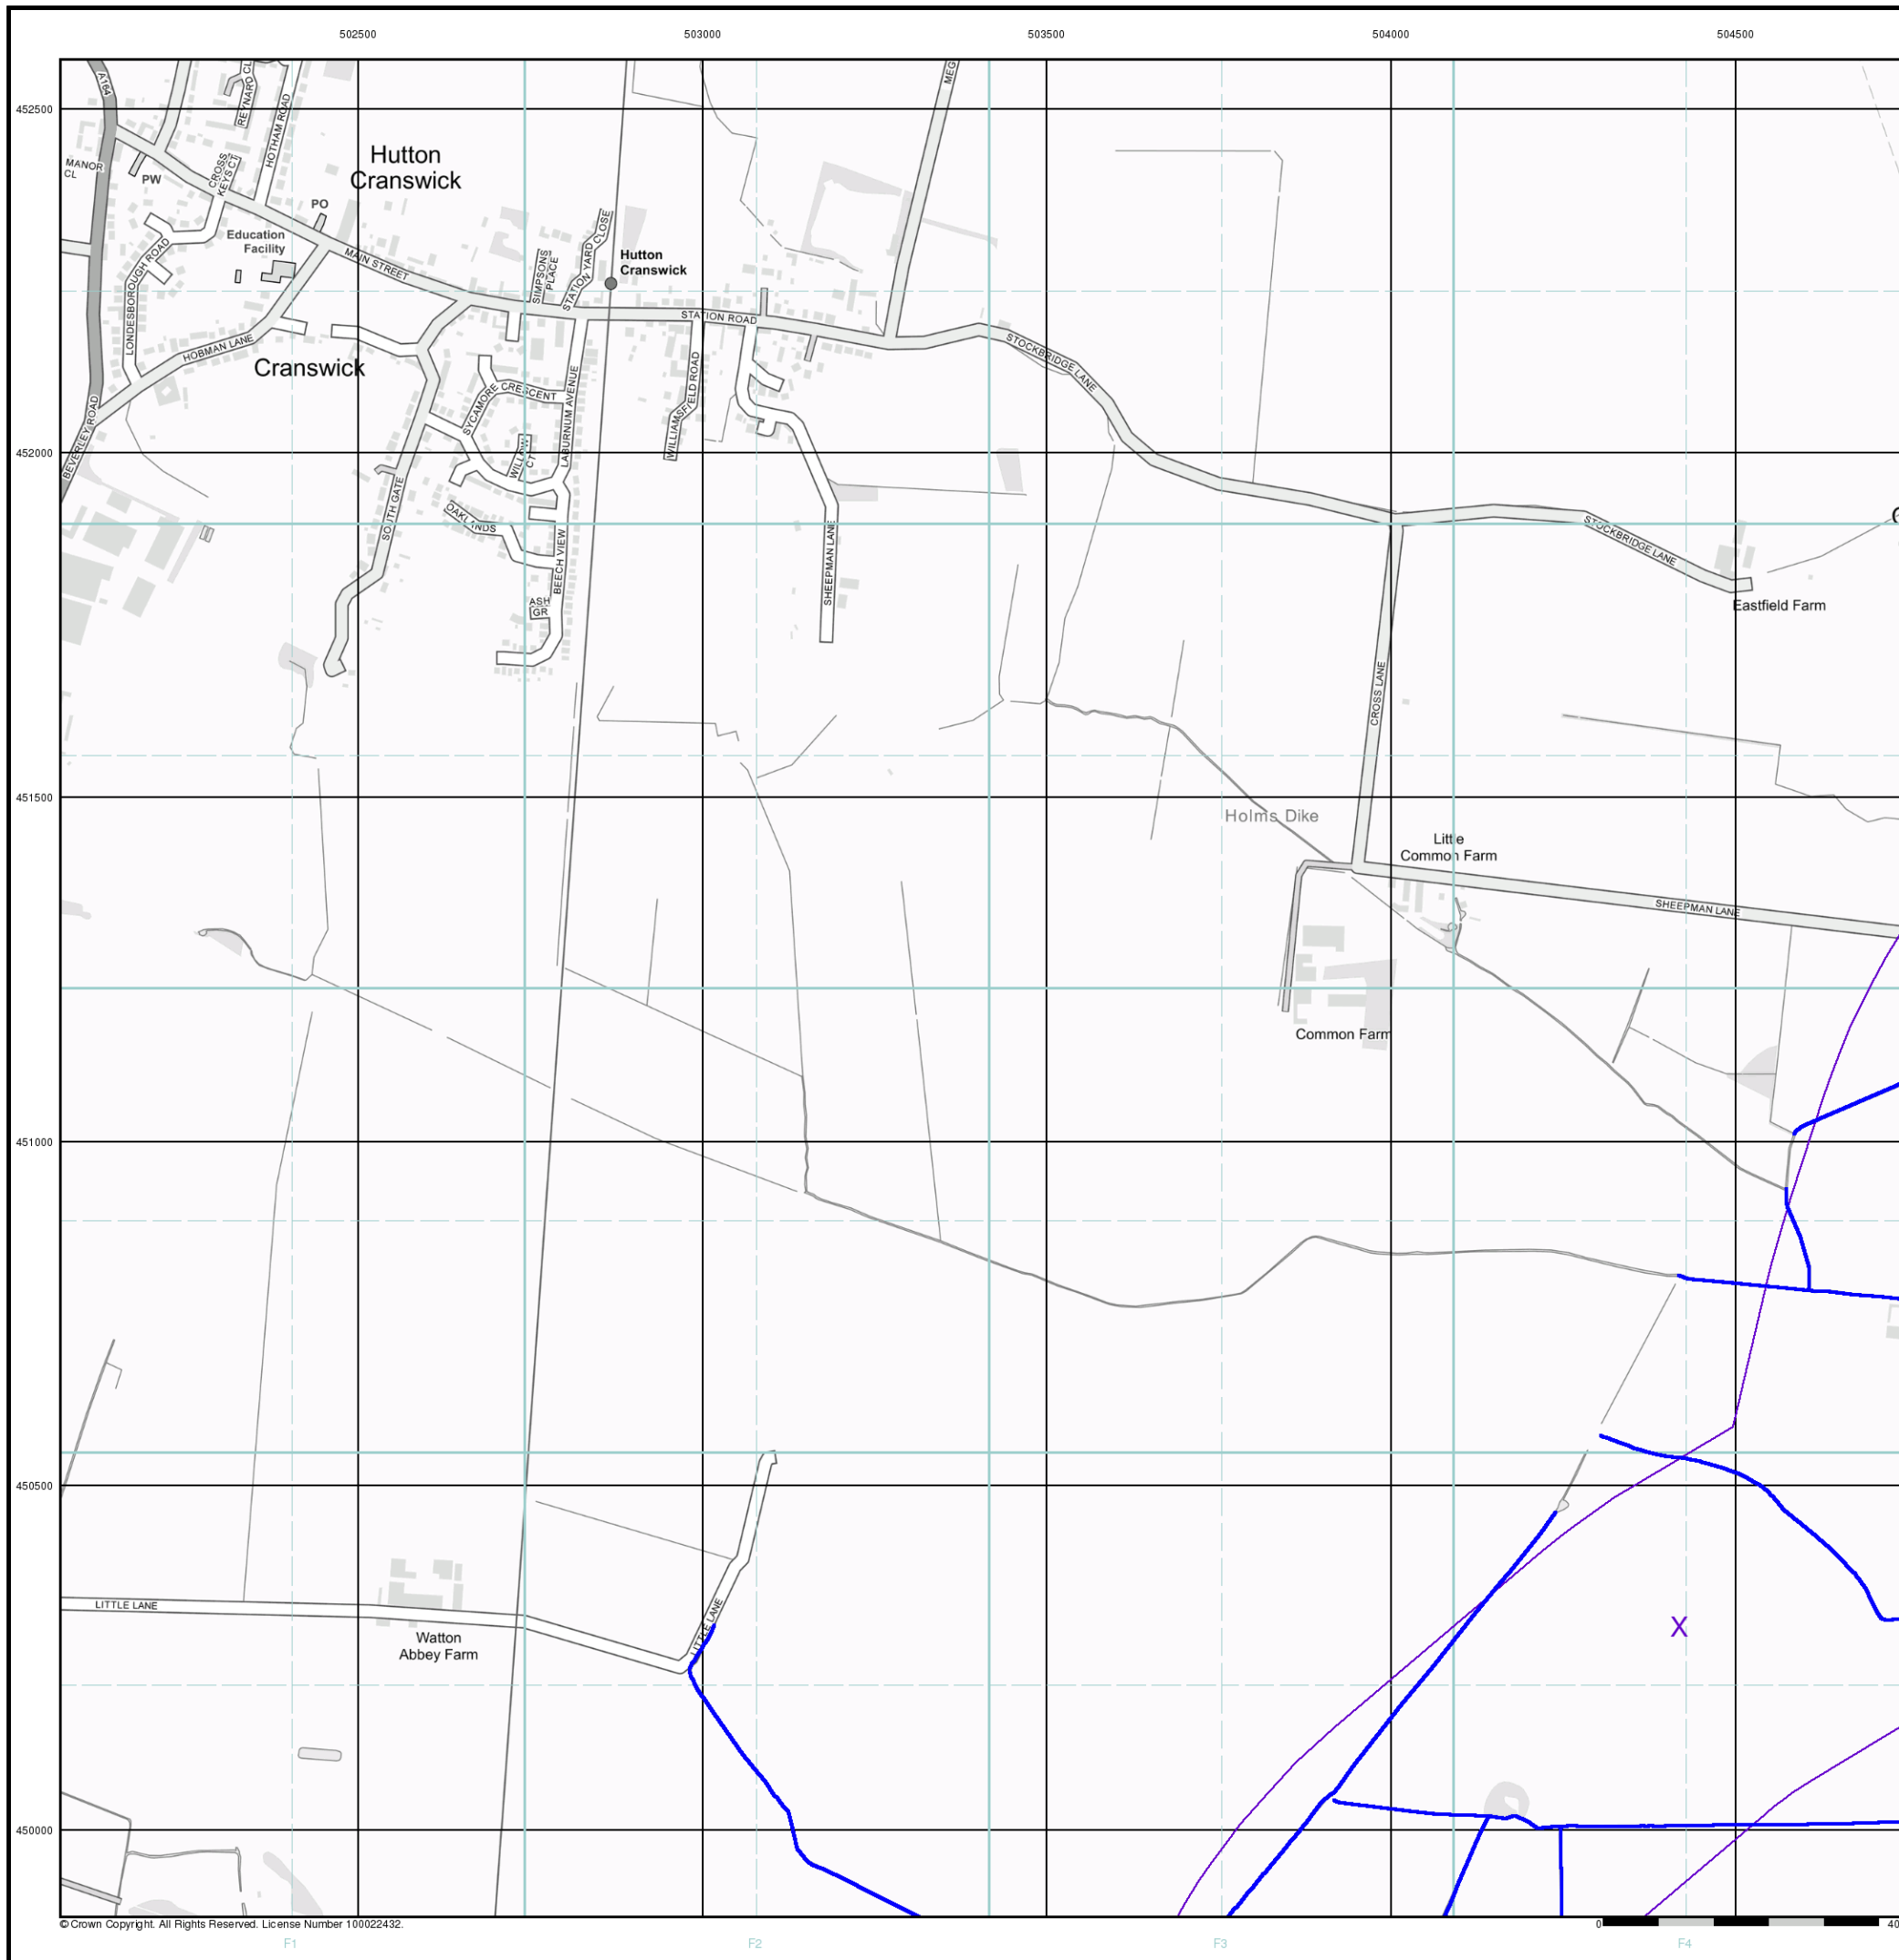 502500 503000 503500 504000 504500
A164
REYNARD CL
HOTHAM ROAD
452500
MANOR
CL
PW
CROSS
KEYS CT
Hutton
Cranswick
PO
Education
Facility
MAIN STREET
LONDESBOROUGH ROAD
SIMPSONS
PLACE
STATION YARD CLOSE
Hutton
Cranswick
STATION ROAD
STOCKBRIDGE LANE
HOBMAN LANE
Cranswick
BEVERLEY ROAD
SYCAMORE CRESCENT
WILLOW
CT
LABURNUM AVENUE
WILLIAMSFIELD ROAD
452000
SOUTH GATE
OAKLANDS
BEECH VIEW
ASH
GR
SHEEPMAN LANE
STOCKBRIDGE LANE
Eastfield Farm
CROSS LANE
451500
Holms Dike
Little
Common Farm
SHEEPMAN LANE
Common Farm
451000
450500
LITTLE LANE
Watton
Abbey Farm
LITTLE LANE
X
450000
© Crown Copyright. All Rights Reserved. License Number 100022432.
0
F1 F2 F3 F4